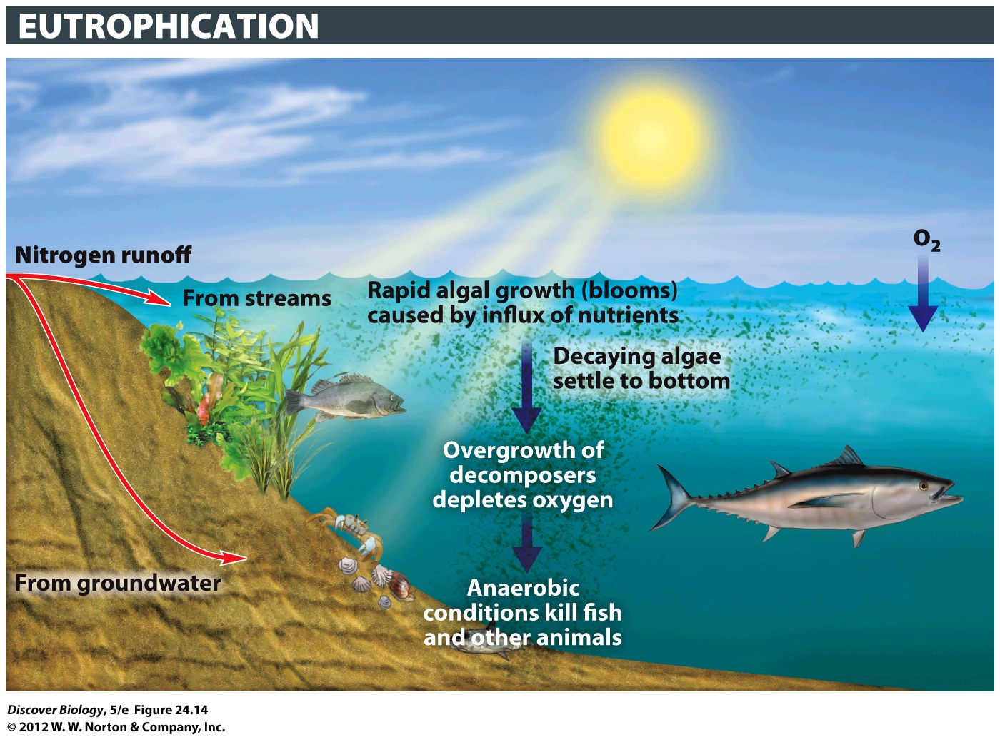 EUTROPHICATION
O₂
Nitrogen runoff
From streams
Rapid algal growth (blooms)
caused by influx of nutrients
Decaying algae
settle to bottom
Overgrowth of
decomposers
depletes oxygen
From groundwater
Anaerobic
conditions kill fish
and other animals
Discover Biology, 5/e Figure 24.14
© 2012 W. W. Norton & Company, Inc.